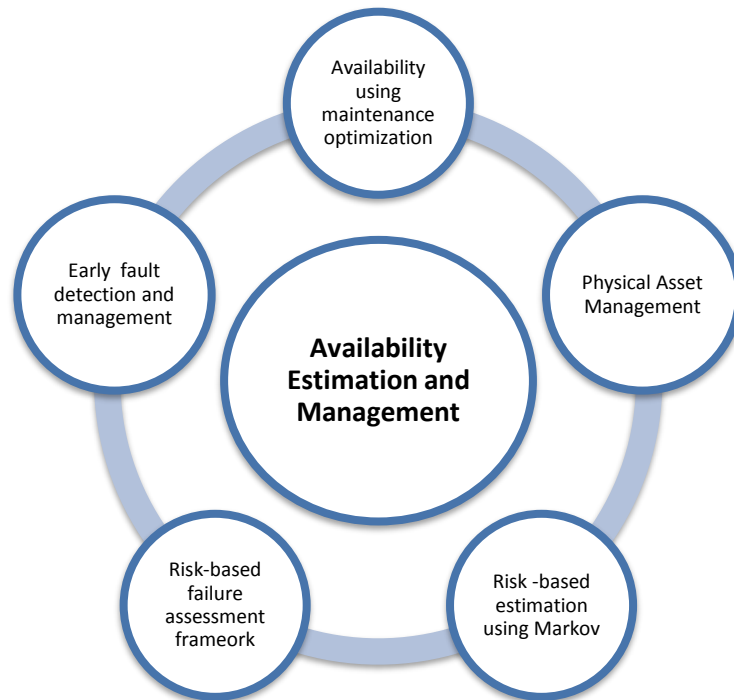 Availability
using
maintenance
optimization
Early fault
detection and
management
Physical Asset
Management
Availability
Estimation and
Management
Risk-based
failure
assessment
frameork
Risk -based
estimation
using Markov